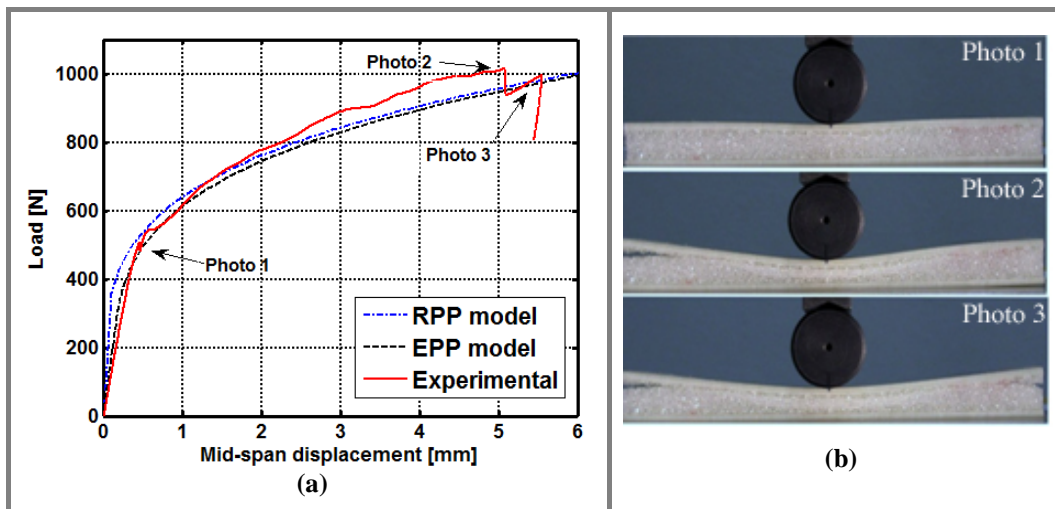 1000
800
600
400
200
0
0 1 2 3 4 5 6
Load [N]
Mid-span displacement [mm]
Photo 2
Photo 3
Photo 1
RPP model
EPP model
Experimental
(a)
Photo 1
Photo 2
Photo 3
(b)